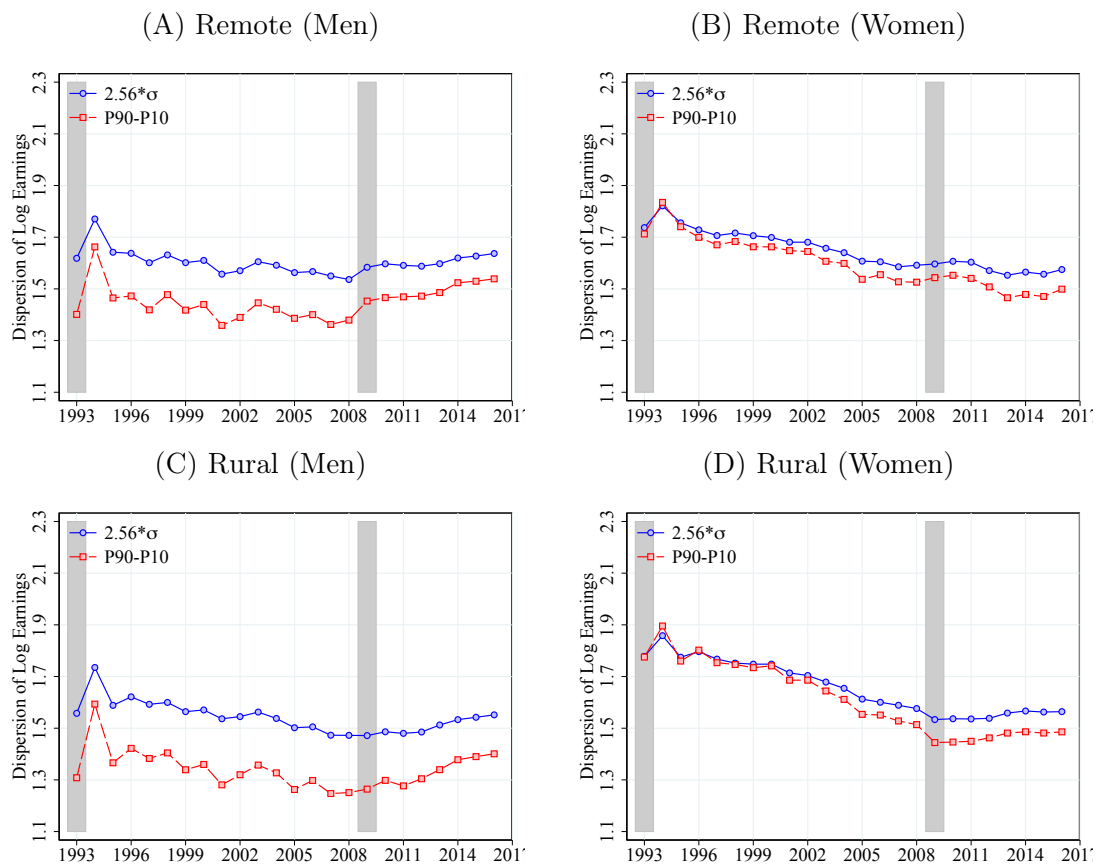 (A) Remote (Men)
(B) Remote (Women)
Dispersion of Log Earnings
2.3
2.1
1.9
1.7
1.5
1.3
1.1
2.56*σ
P90-P10
1993 1996 1999 2002 2005 2008 2011 2014 2017
Dispersion of Log Earnings
2.3
2.1
1.9
1.7
1.5
1.3
1.1
2.56*σ
P90-P10
1993 1996 1999 2002 2005 2008 2011 2014 2017
(C) Rural (Men)
(D) Rural (Women)
Dispersion of Log Earnings
2.3
2.1
1.9
1.7
1.5
1.3
1.1
2.56*σ
P90-P10
1993 1996 1999 2002 2005 2008 2011 2014 2017
Dispersion of Log Earnings
2.3
2.1
1.9
1.7
1.5
1.3
1.1
2.56*σ
P90-P10
1993 1996 1999 2002 2005 2008 2011 2014 2017